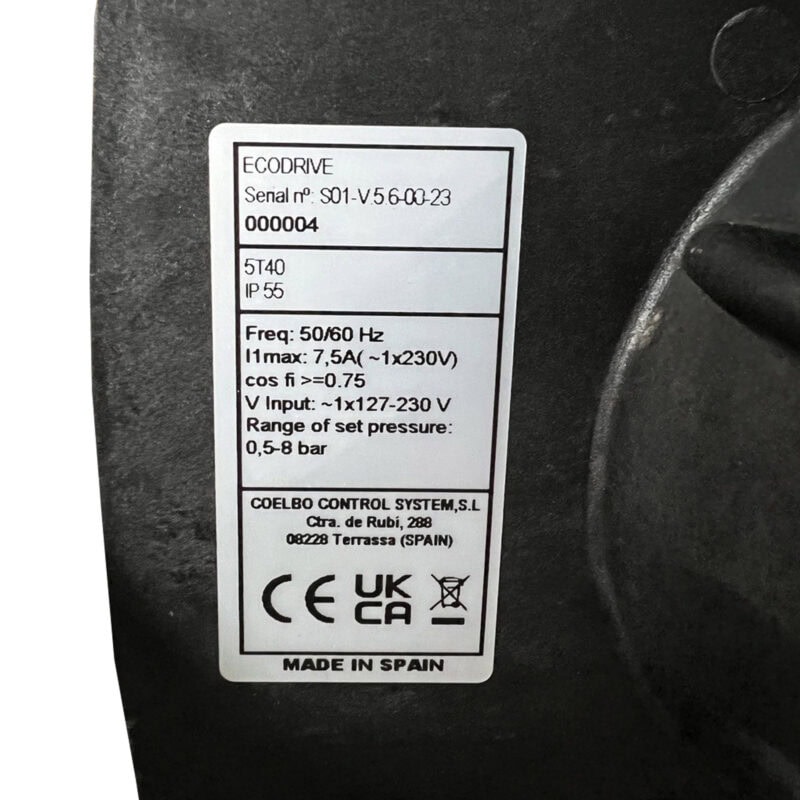 ECODRIVE
Serial nº: S01-V.5.6-00-23
000004
5T40
IP 55
Freq: 50/60 Hz
I1max: 7,5A( ~1x230V)
cos fi >=0.75
V Input: ~1x127-230 V
Range of set pressure:
0,5-8 bar
COELBO CONTROL SYSTEM,S.L
Ctra. de Rubí, 288
08228 Terrassa (SPAIN)
CE UK
CA
MADE IN SPAIN